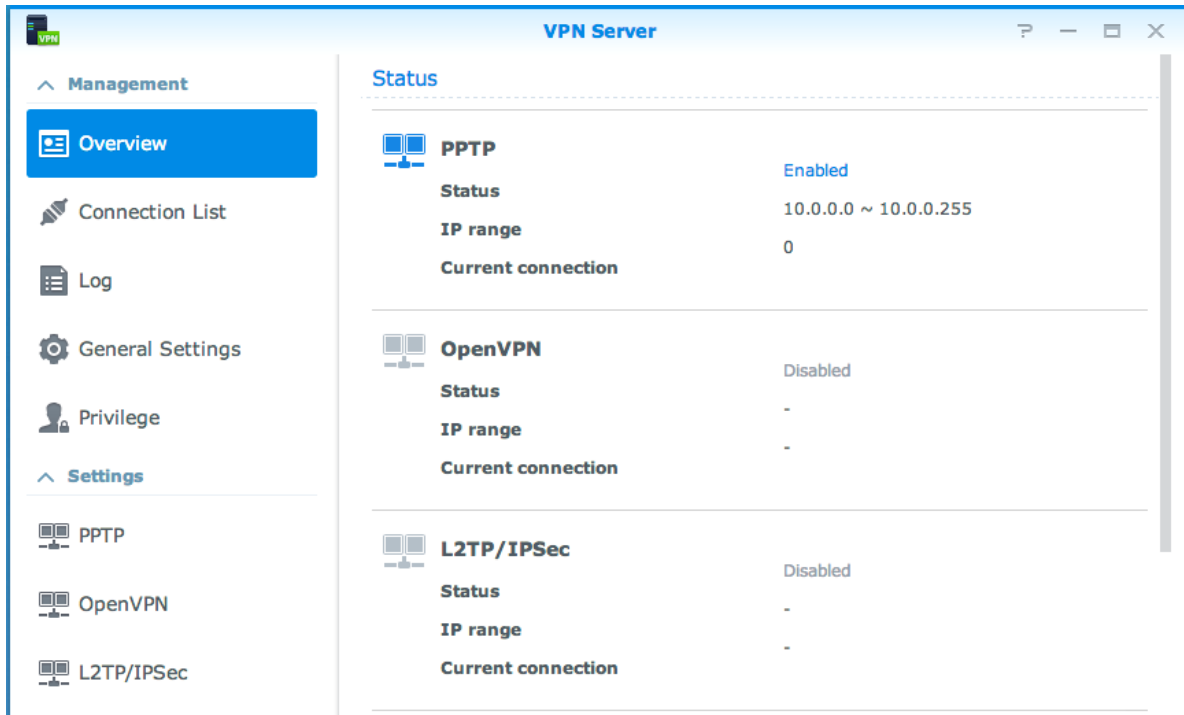 VPN
VPN Server
Management
Overview
Connection List
Log
General Settings
Privilege
Settings
PPTP
OpenVPN
L2TP/IPSec
Status
PPTP
Status
Enabled
IP range
10.0.0.0 ~ 10.0.0.255
Current connection
0
OpenVPN
Status
Disabled
IP range
-
Current connection
-
L2TP/IPSec
Status
Disabled
IP range
-
Current connection
-